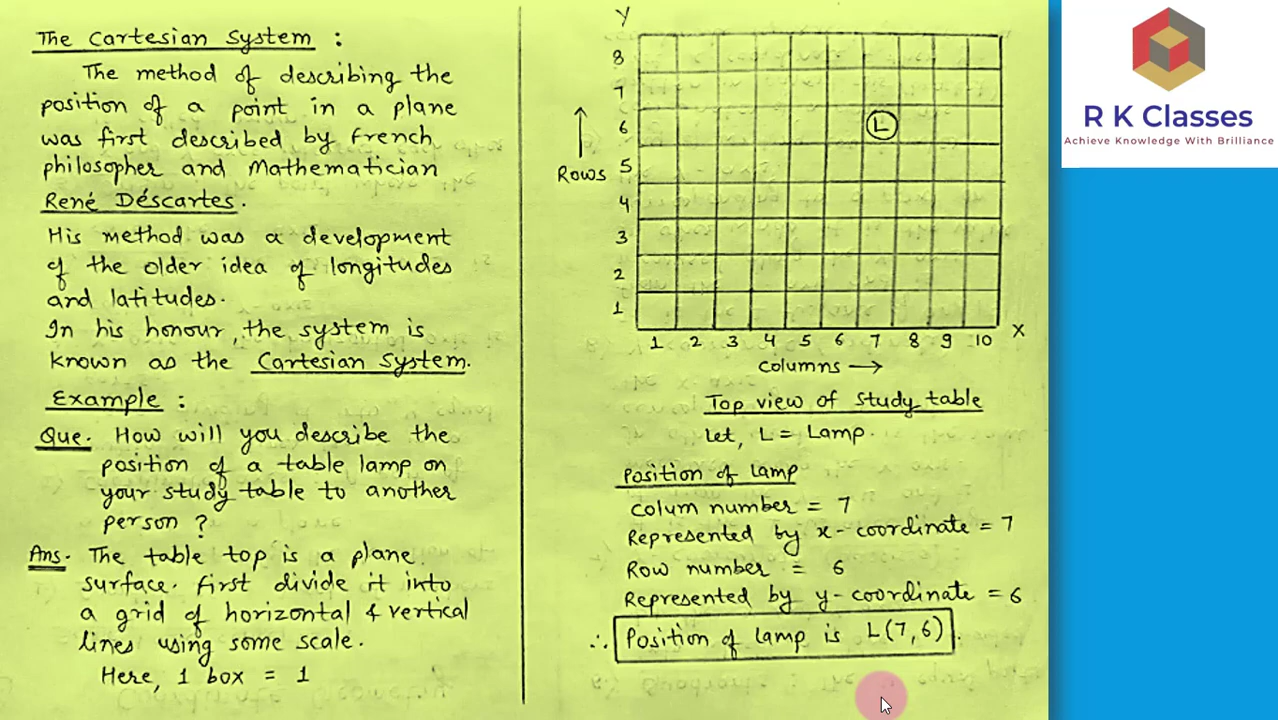 The Cartesian System :
The method of describing the
position of a point in a plane
was first described by French
philosopher and Mathematician
René Déscartes.
His method was a development
of the older idea of longitudes
and latitudes.
In his honour, the system is
known as the Cartesian System.
Example :
Que. How will you describe the
position of a table lamp on
your study table to another
person ?
Ans. The table top is a plane
surface. First divide it into
a grid of horizontal & vertical
lines using some scale.
Here, 1 box = 1
Y
8
7
6
L
Rows
5
4
3
2
1
1 2 3 4 5 6 7 8 9 10 X
Columns →
Top view of study table
Let, L = Lamp.
Position of lamp
Colum number = 7
Represented by x-coordinate = 7
Row number = 6
Represented by y-coordinate = 6
∴ Position of lamp is L(7,6).
R K Classes
Achieve Knowledge With Brilliance